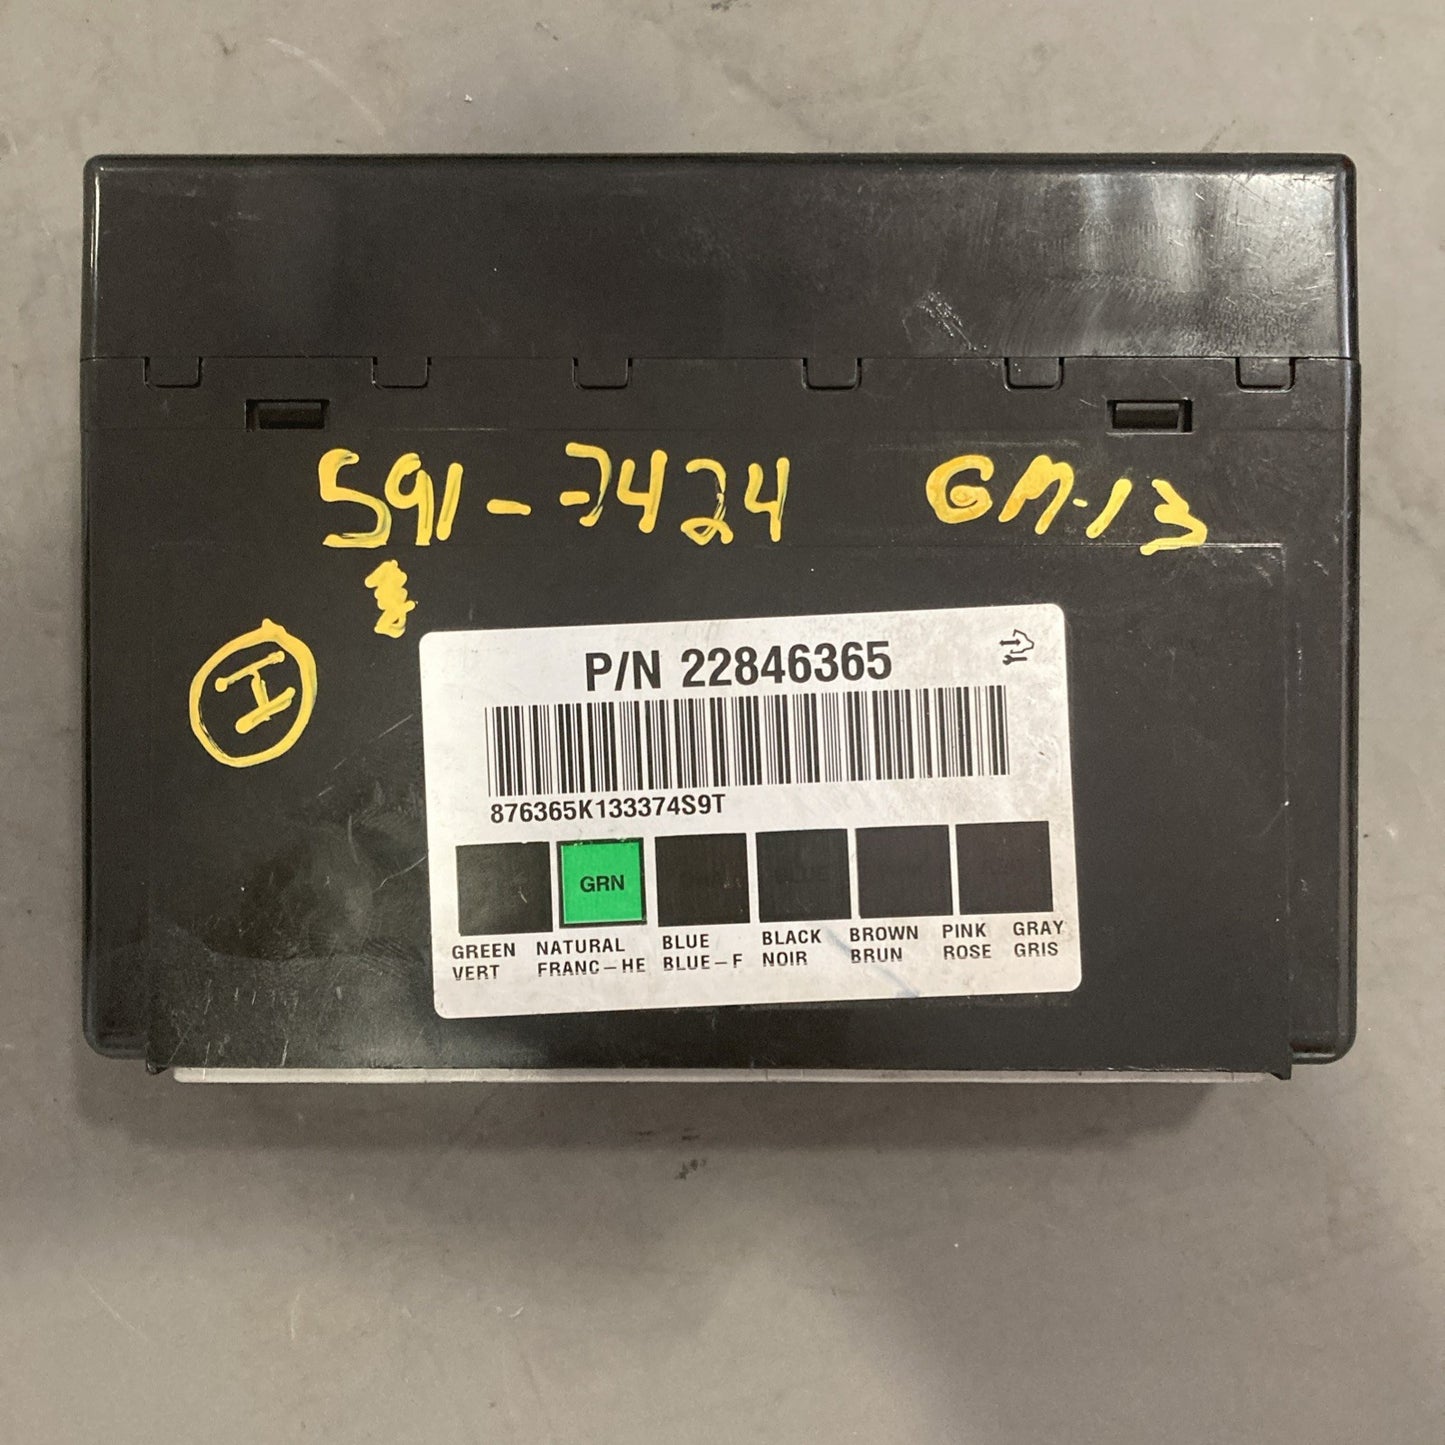 591-7424 GM-13
I
P/N 22846365
876365K133374S9T
GRN
GREEN NATURAL BLUE BLACK BROWN PINK GRAY
VERT FRANC-HE BLUE-F NOIR BRUN ROSE GRIS